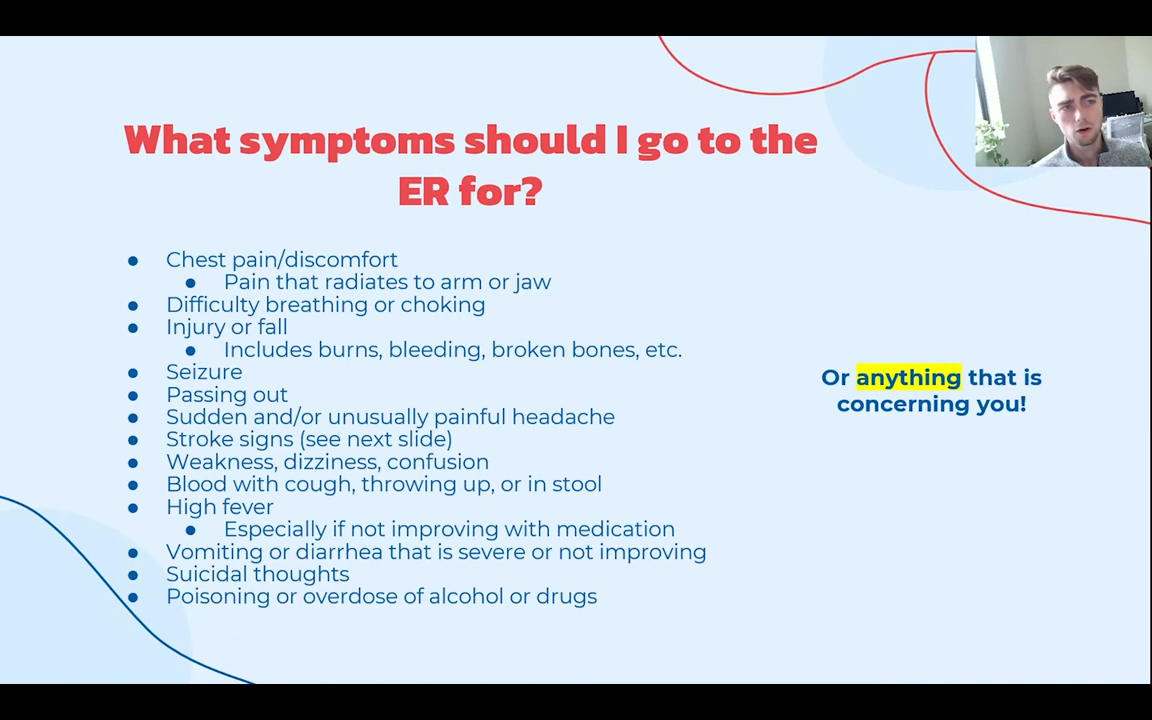 What symptoms should I go to the
ER for?
● Chest pain/discomfort
● Pain that radiates to arm or jaw
● Difficulty breathing or choking
● Injury or fall
● Includes burns, bleeding, broken bones, etc.
● Seizure
● Passing out
● Sudden and/or unusually painful headache
● Stroke signs (see next slide)
● Weakness, dizziness, confusion
● Blood with cough, throwing up, or in stool
● High fever
● Especially if not improving with medication
● Vomiting or diarrhea that is severe or not improving
● Suicidal thoughts
● Poisoning or overdose of alcohol or drugs
Or anything that is
concerning you!